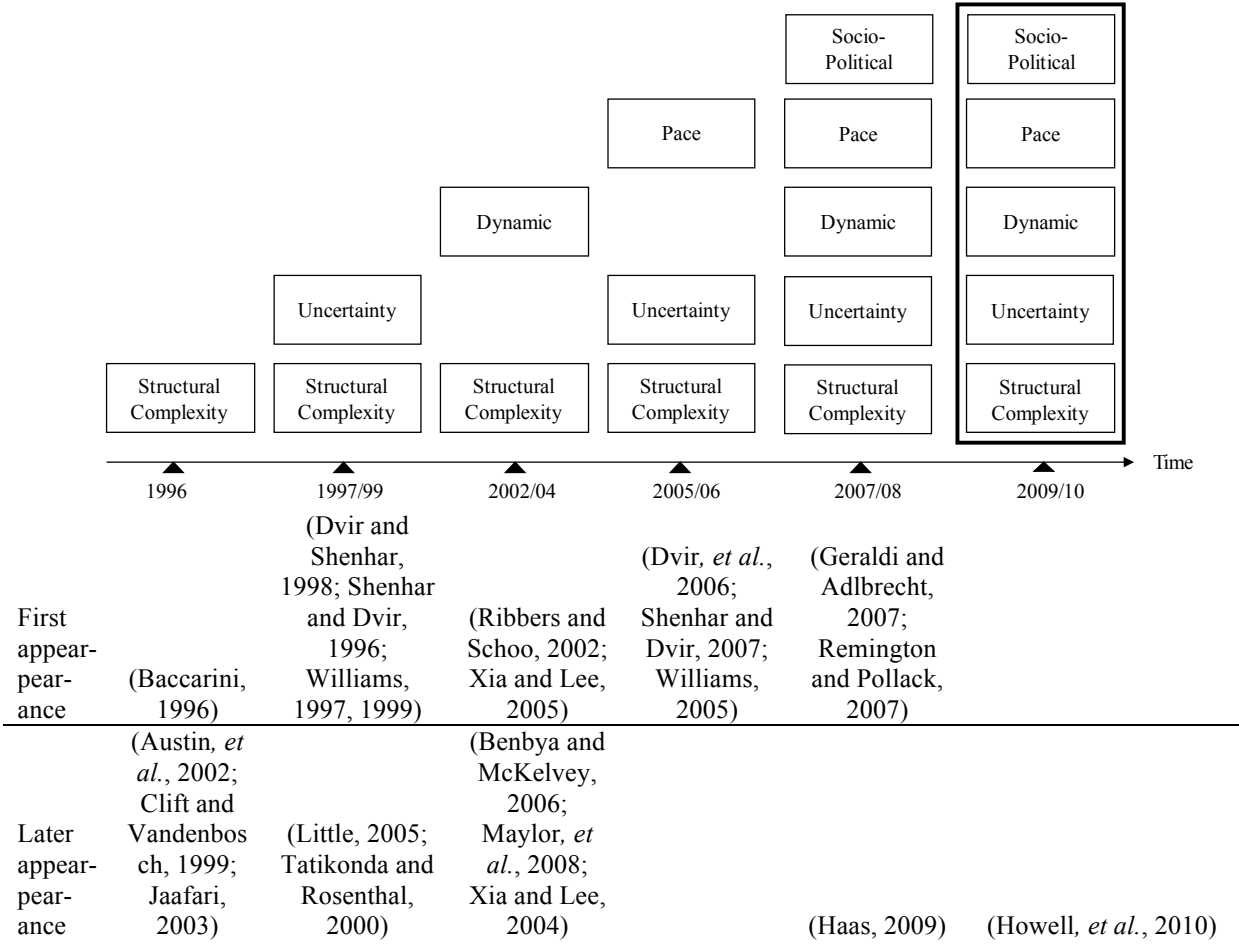 Socio-
Political
Socio-
Political
Pace
Pace
Pace
Dynamic
Dynamic
Dynamic
Uncertainty
Uncertainty
Uncertainty
Uncertainty
Structural
Complexity
Structural
Complexity
Structural
Complexity
Structural
Complexity
Structural
Complexity
Structural
Complexity
Time
1996
1997/99
2002/04
2005/06
2007/08
2009/10
First
appear-
pear-
ance
(Baccarini,
1996)
(Dvir and
Shenhar,
1998; Shenhar
and Dvir,
1996;
Williams,
1997, 1999)
(Ribbers and
Schoo, 2002;
Xia and Lee,
2005)
(Dvir, et al.,
2006;
Shenhar and
Dvir, 2007;
Williams,
2005)
(Geraldi and
Adlbrecht,
2007;
Remington
and Pollack,
2007)
Later
appear-
pear-
ance
(Austin, et
al., 2002;
Clift and
Vandenbos
ch, 1999;
Jaafari,
2003)
(Little, 2005;
Tatikonda and
Rosenthal,
2000)
(Benbya and
McKelvey,
2006;
Maylor, et
al., 2008;
Xia and Lee,
2004)
(Haas, 2009)
(Howell, et al., 2010)